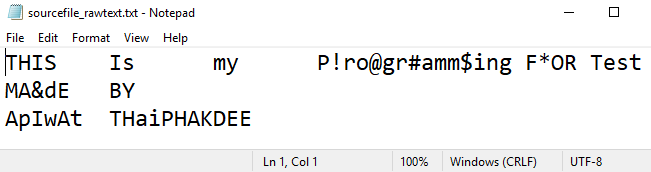 sourcefile_rawtext.txt - Notepad
File Edit Format View Help
THIS Is my P!ro@gr#amm$ing F*OR Test
MA&dE BY
ApIwAt THaiPHAKDEE
Ln 1, Col 1 100% Windows (CRLF) UTF-8